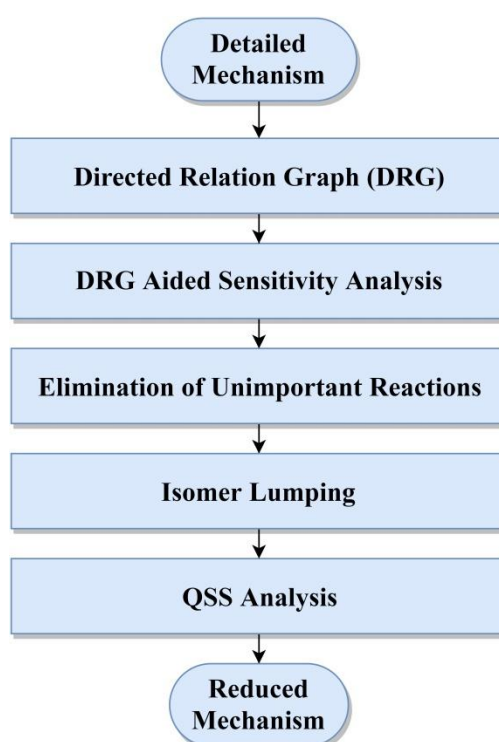 Detailed
Mechanism
Directed Relation Graph (DRG)
DRG Aided Sensitivity Analysis
Elimination of Unimportant Reactions
Isomer Lumping
QSS Analysis
Reduced
Mechanism